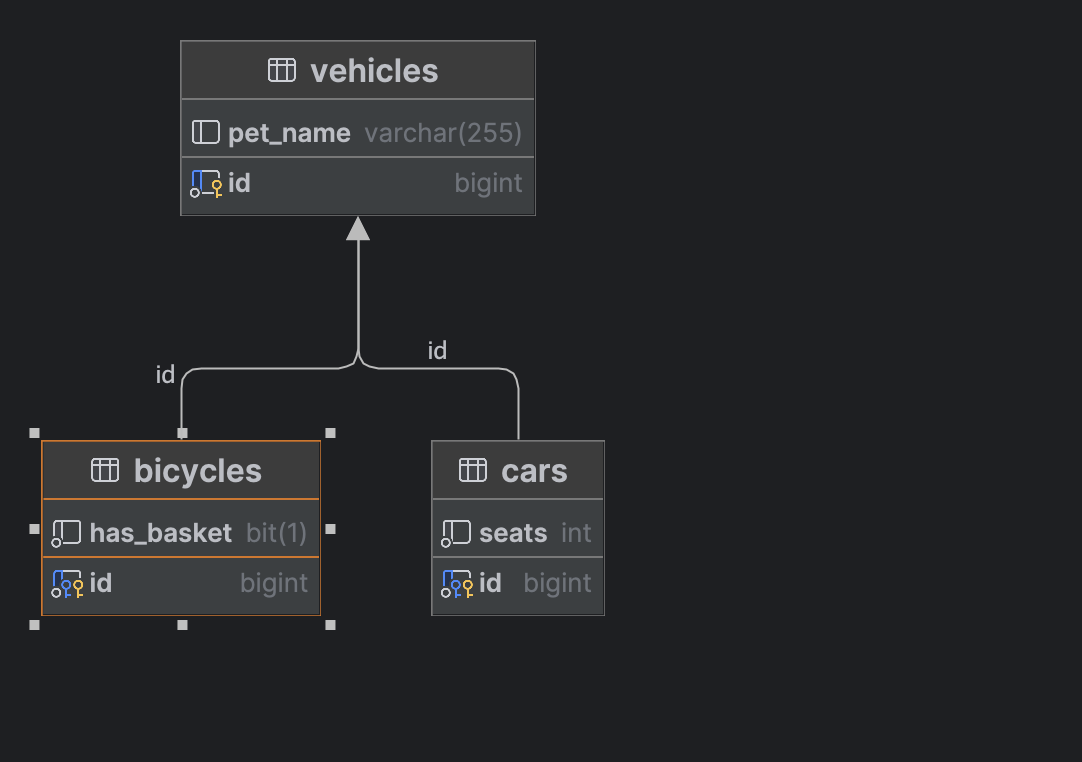 vehicles
pet_name varchar(255)
id bigint
id
id
bicycles
has_basket bit(1)
id bigint
cars
seats int
id bigint